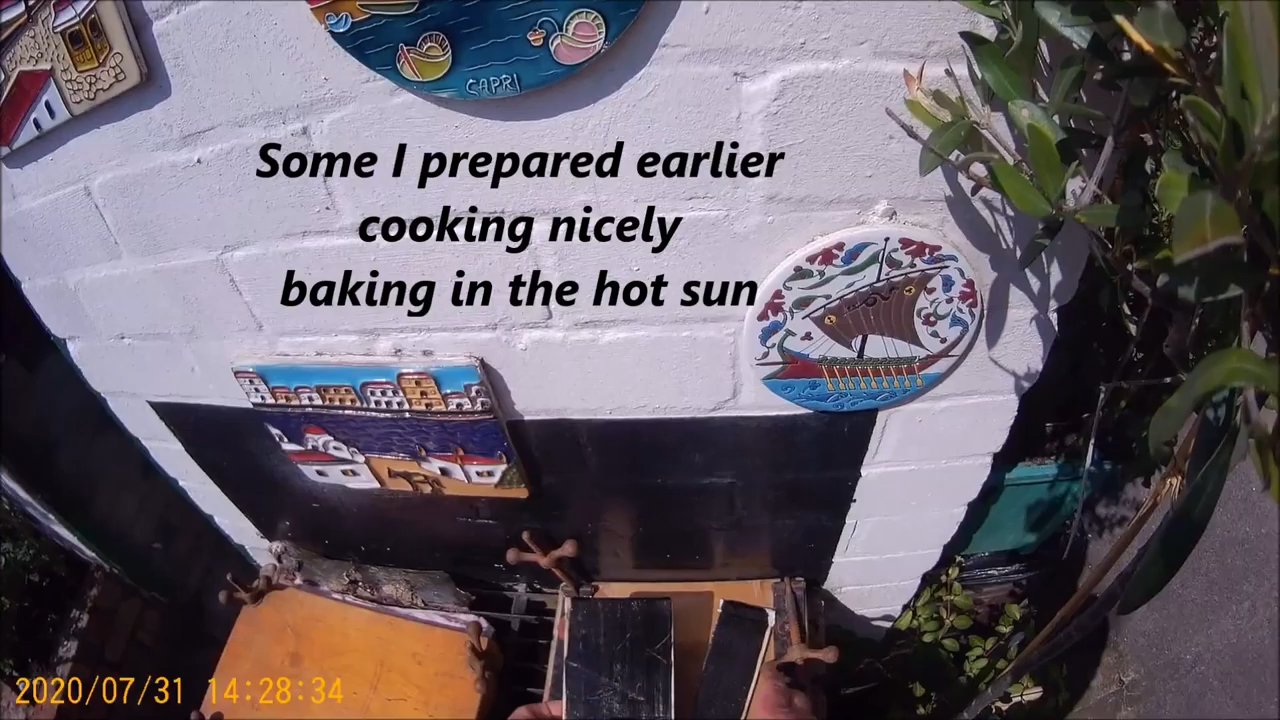 CAPRI
Some I prepared earlier
cooking nicely
baking in the hot sun
2020/07/31 14:28:34